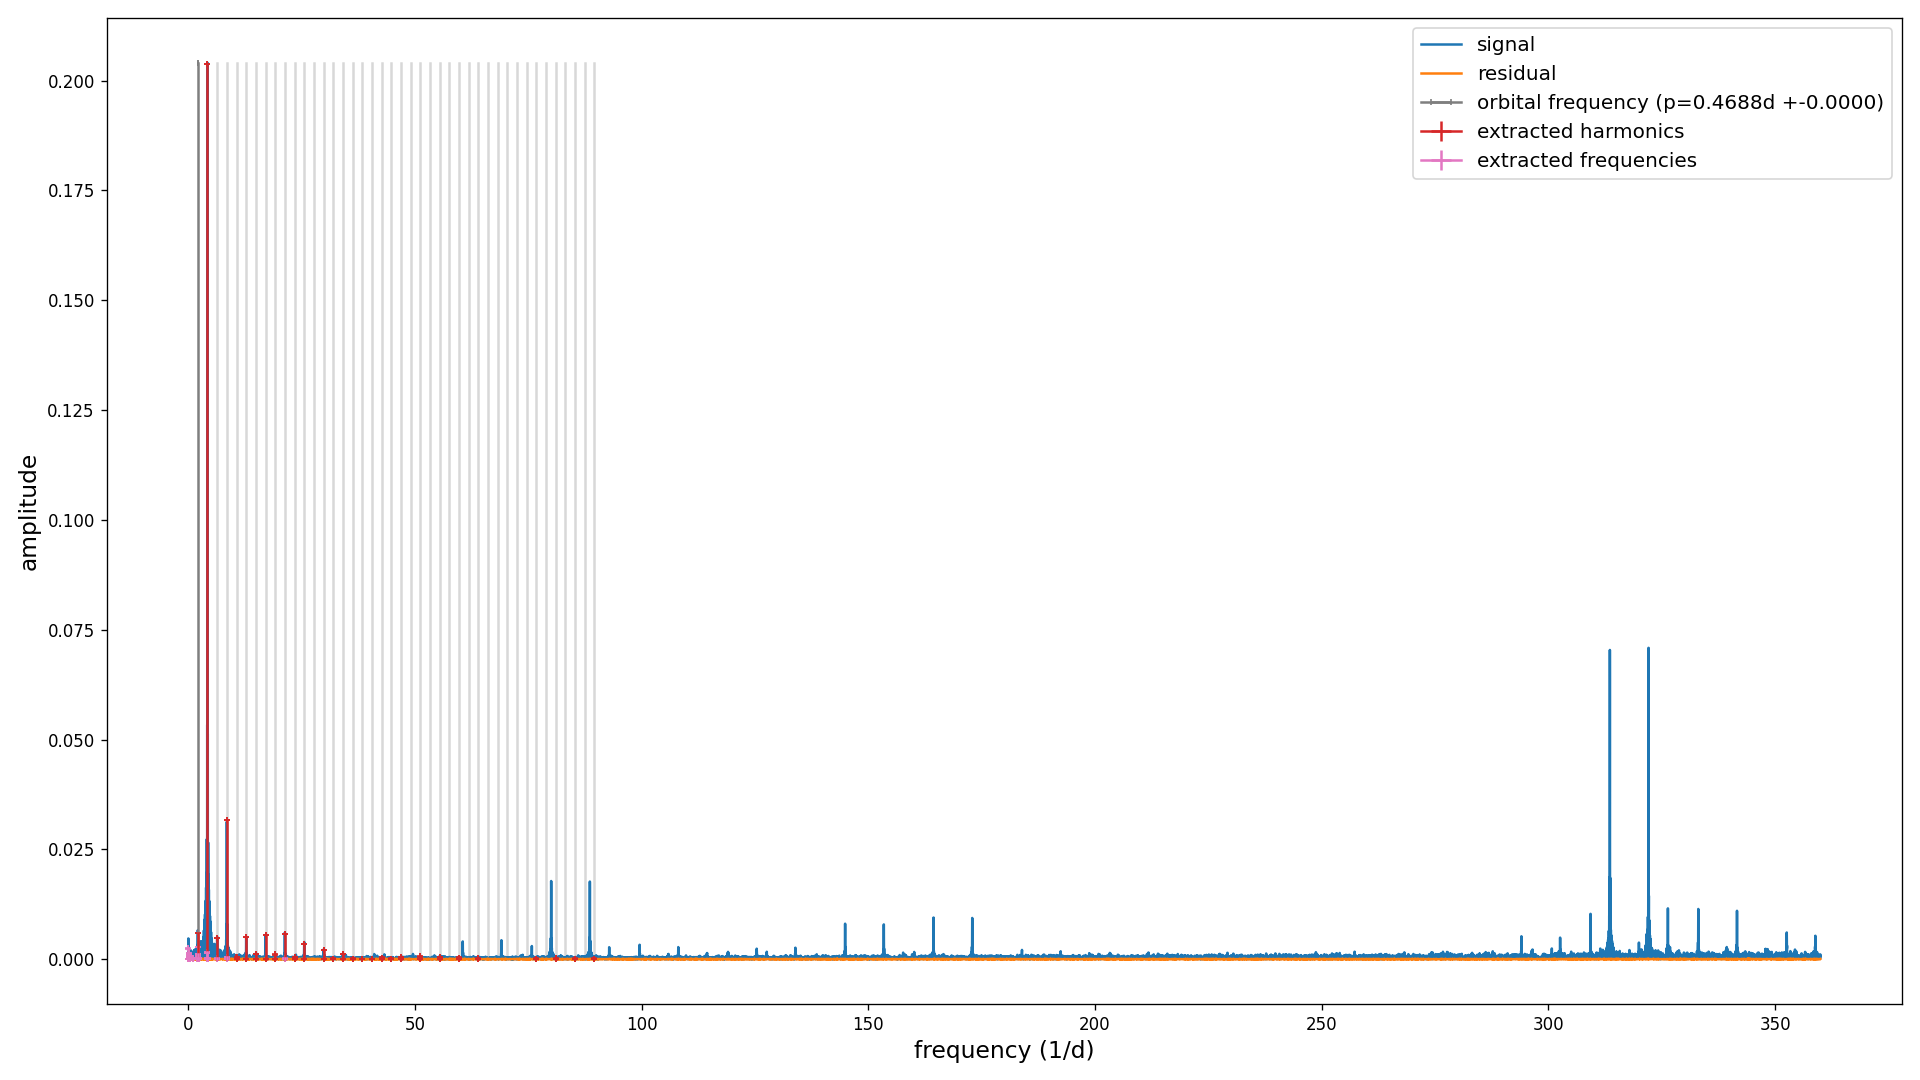 signal
residual
orbital frequency (p=0.4688d +-0.0000)
extracted harmonics
extracted frequencies
0.200
0.175
0.150
0.125
0.100
0.075
0.050
0.025
0.000
amplitude
0 50 100 150 200 250 300 350
frequency (1/d)